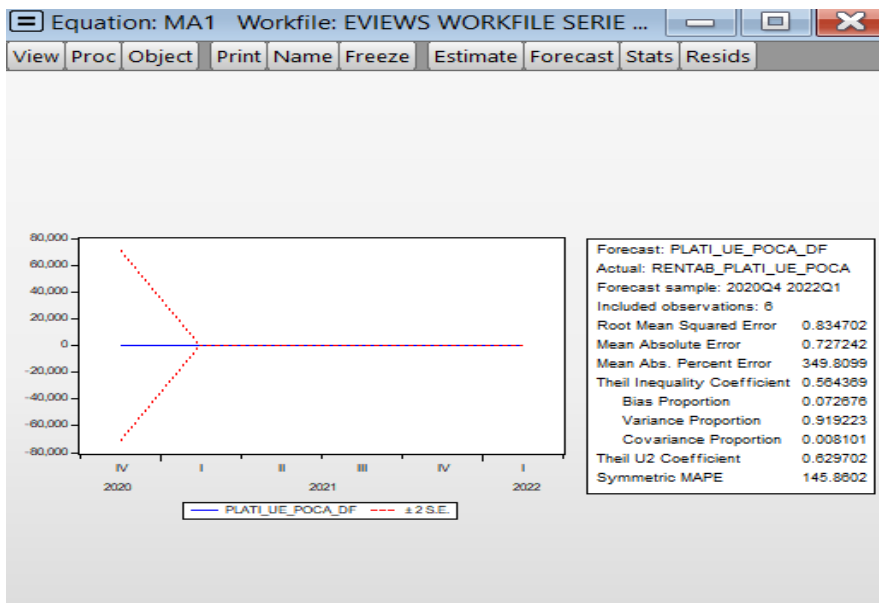 Equation: MA1 Workfile: EVIEWS WORKFILE SERIE ...
View Proc Object Print Name Freeze Estimate Forecast Stats Resids
80,000
60,000
40,000
20,000
0
-20,000
-40,000
-60,000
-80,000
IV I II III IV I
2020 2021 2022
PLATI_UE_POCA_DF ± 2 S.E.
Forecast: PLATI_UE_POCA_DF
Actual: RENTAB_PLATI_UE_POCA
Forecast sample: 2020Q4 2022Q1
Included observations: 6
Root Mean Squared Error 0.834702
Mean Absolute Error 0.727242
Mean Abs. Percent Error 349.8099
Theil Inequality Coefficient 0.564369
Bias Proportion 0.072676
Variance Proportion 0.919223
Covariance Proportion 0.008101
Theil U2 Coefficient 0.629702
Symmetric MAPE 145.8602